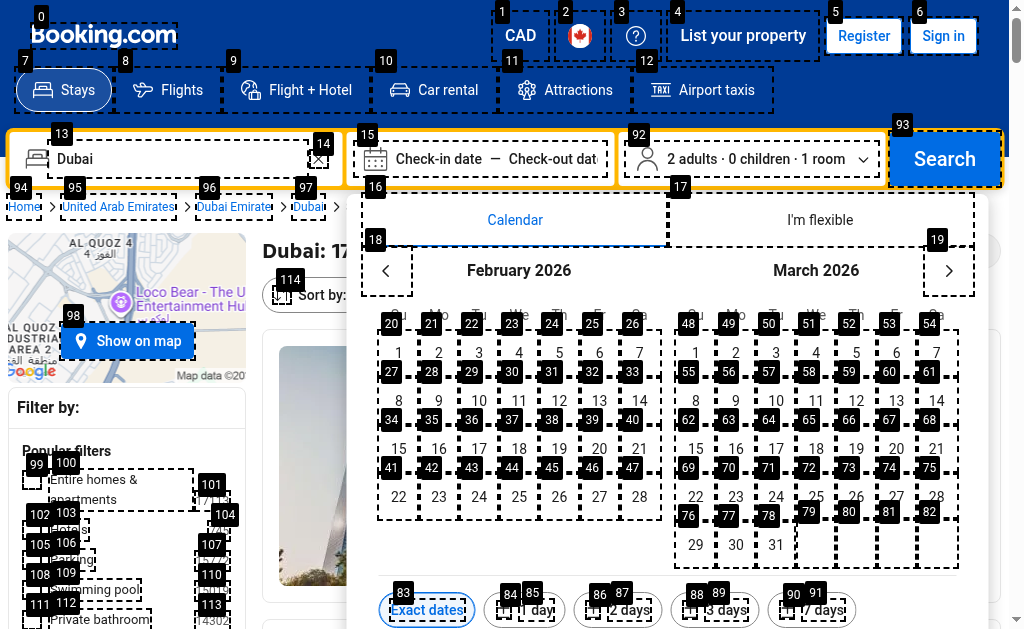 0
Booking.com
1
CAD
2
3
4
List your property
5
Register
6
Sign in
7
Stays
8
Flights
9
Flight + Hotel
10
Car rental
11
Attractions
12
Airport taxis
13
Dubai
14
15
Check-in date — Check-out dat
92
2 adults · 0 children · 1 room
93
Search
94
Home
95
United Arab Emirates
96
Dubai Emirate
97
Dubai
16
Calendar
17
I'm flexible
18
February 2026
March 2026
19
AL QUOZ 4
القوز 4
Loco Bear - The U
Entertainment Hu
AL QUOZ
DUSTRIA
AREA 2
98
Show on map
Google
Map data ©20
Dubai: 17
114
Sort by:
Su Mo Tu We Th Fr Sa
Su Mo Tu We Th Fr Sa
20 21 22 23 24 25 26
48 49 50 51 52 53 54
1 2 3 4 5 6 7
1 2 3 4 5 6 7
27 28 29 30 31 32 33
55 56 57 58 59 60 61
8 9 10 11 12 13 14
8 9 10 11 12 13 14
34 35 36 37 38 39 40
62 63 64 65 66 67 68
15 16 17 18 19 20 21
15 16 17 18 19 20 21
41 42 43 44 45 46 47
69 70 71 72 73 74 75
22 23 24 25 26 27 28
22 23 24 25 26 27 28
76 77 78 79 80 81 82
29 30 31
83
Exact dates
84 85
1 day
86 87
2 days
88 89
3 days
90 91
7 days
Filter by:
Popular filters
99 100
Entire homes &
apartments
101
102 103
Hotels
104
105 106
Parking
107
108 109
Swimming pool
110
111 112
Private bathroom
113
14302